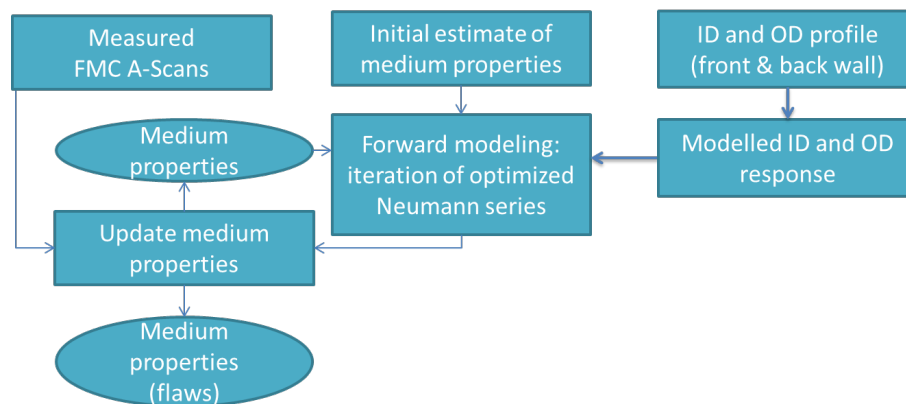 Measured
FMC A-Scans
Initial estimate of
medium properties
ID and OD profile
(front & back wall)
Medium
properties
Forward modeling:
iteration of optimized
Neumann series
Modelled ID and OD
response
Update medium
properties
Medium
properties
(flaws)